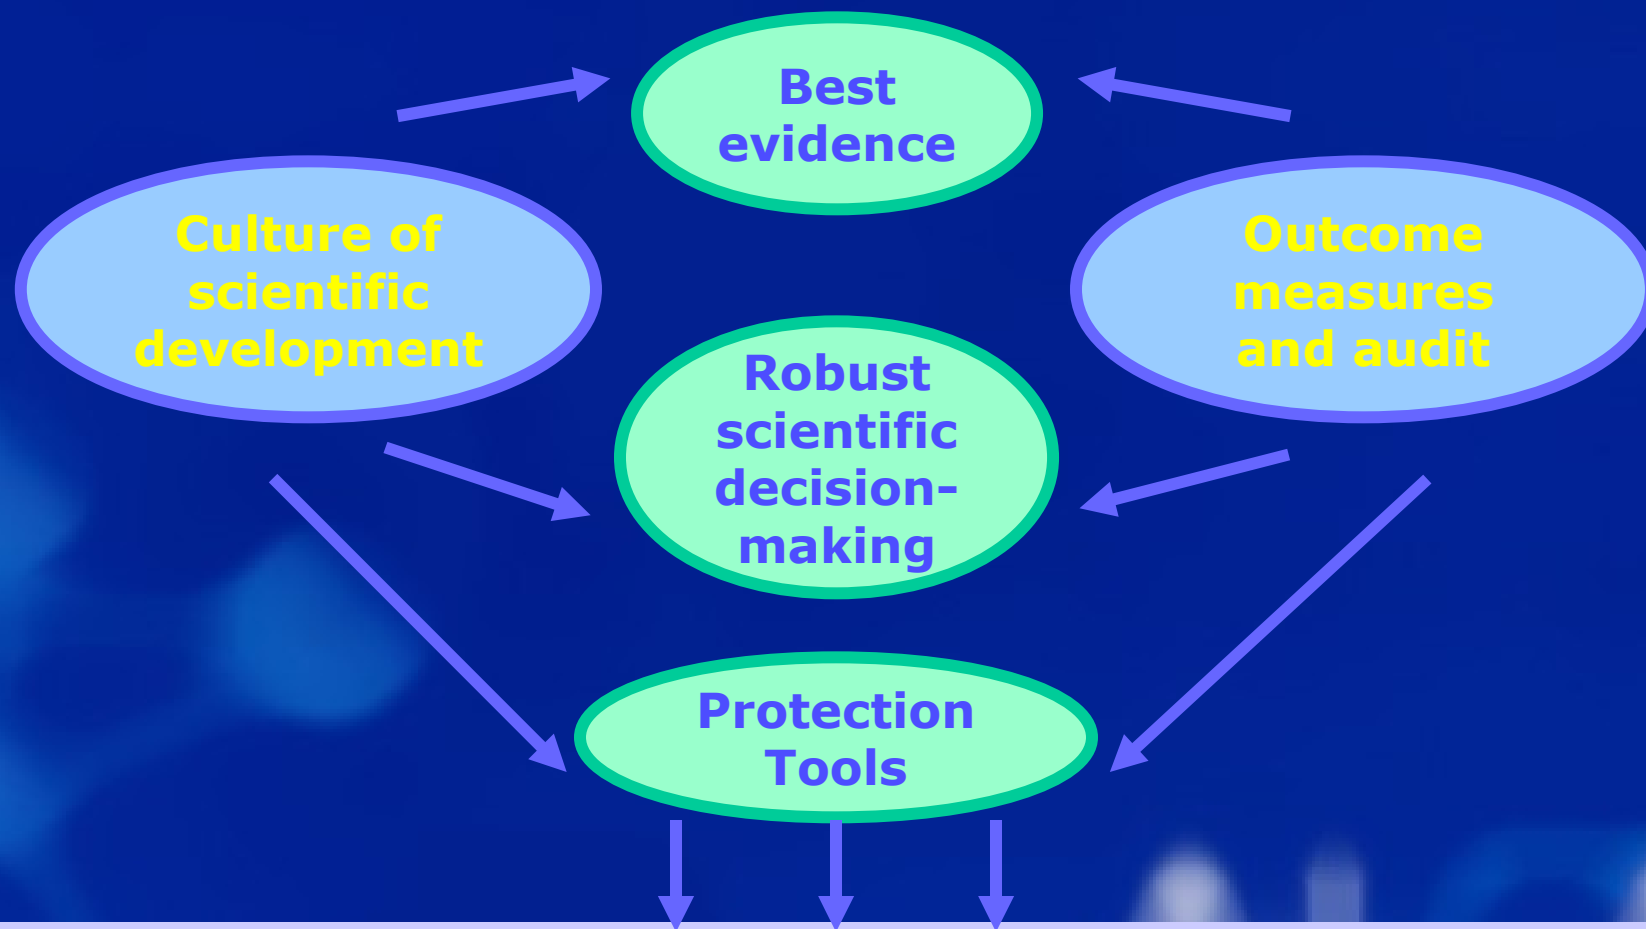 Best
evidence
Culture of
scientific
development
Outcome
measures
and audit
Robust
scientific
decision-
making
Protection
Tools